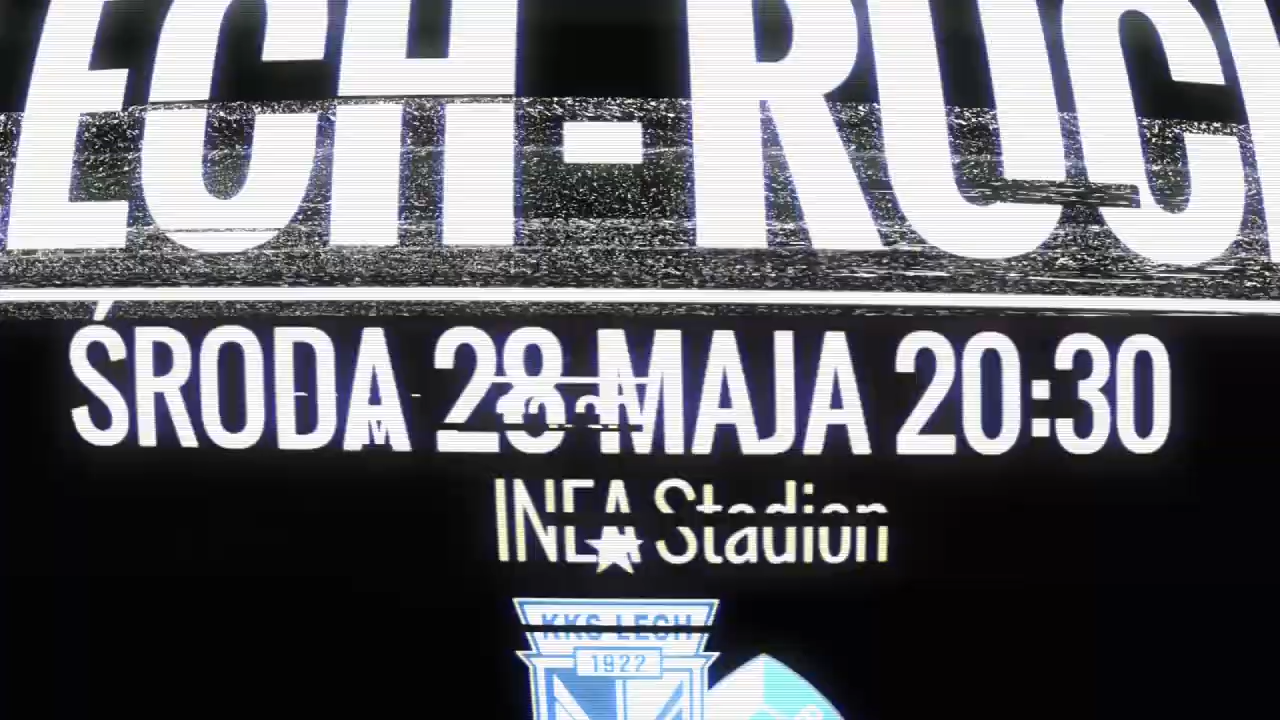 ECH - RUC
ŚRODA 28 MAJA 20:30
INEA Stadion
KKS LECH
1922